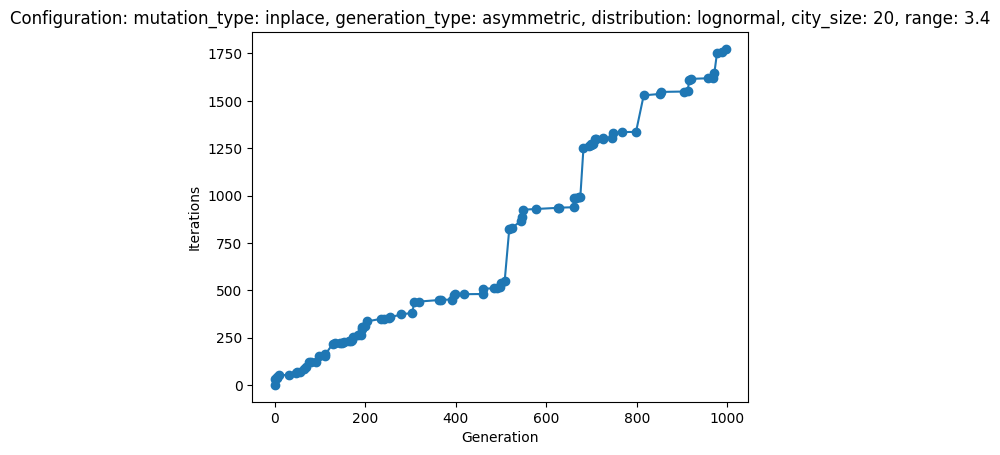 Configuration: mutation_type: inplace, generation_type: asymmetric, distribution: lognormal, city_size: 20, range: 3.4
1750
1500
1250
1000
750
500
250
0
Iterations
0 200 400 600 800 1000
Generation